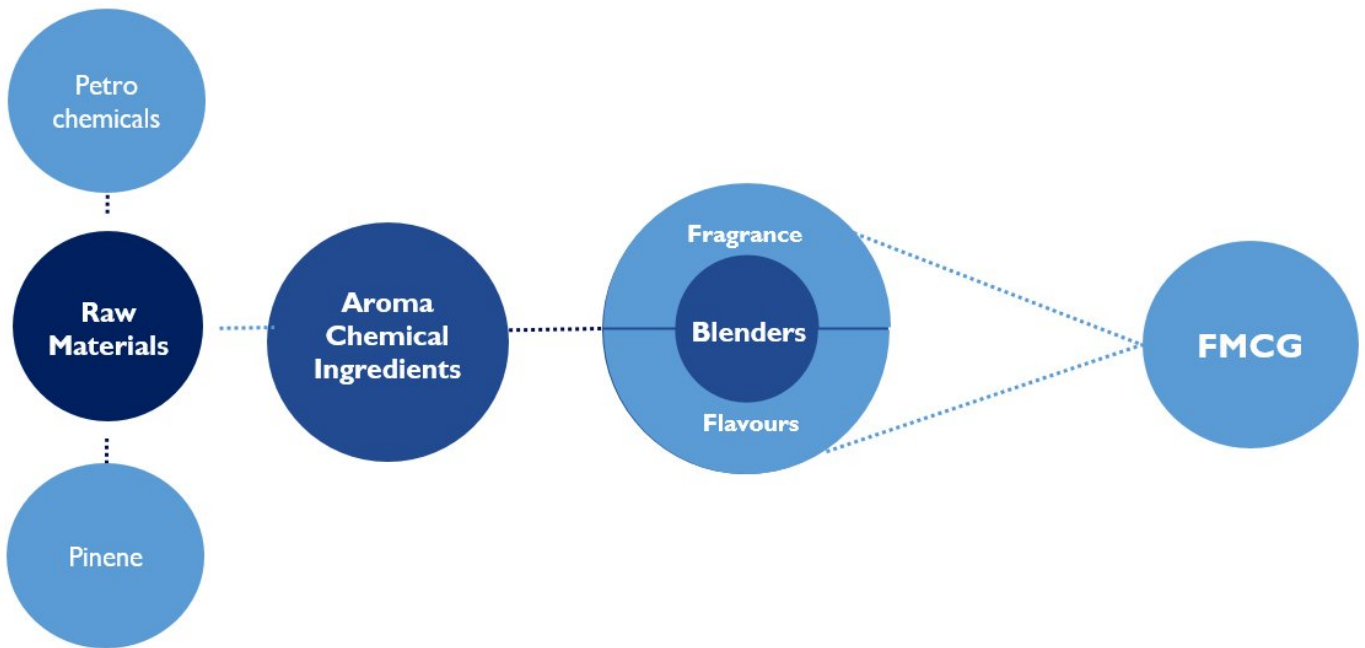 Petro
chemicals
Raw
Materials
Pinene
Aroma
Chemical
Ingredients
Fragrance
Blenders
Flavours
FMCG